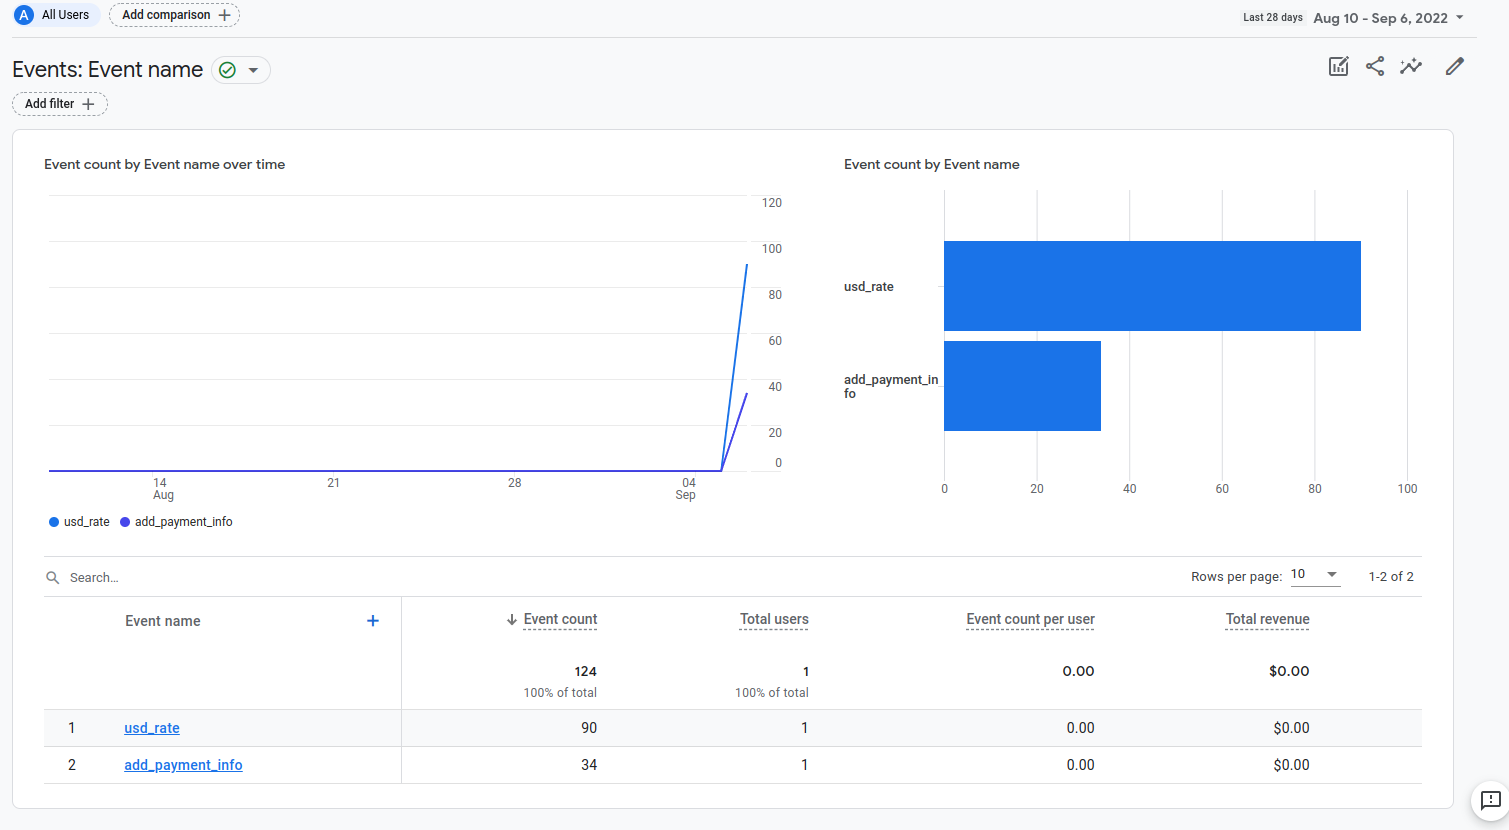 A All Users Add comparison Last 28 days Aug 10 - Sep 6, 2022
Events: Event name
Add filter
Event count by Event name over time
120
100
80
60
40
20
0
14
Aug
21
28
04
Sep
usd_rate add_payment_info
Event count by Event name
usd_rate
add_payment_in
fo
0 20 40 60 80 100
Search... Rows per page: 10 1-2 of 2
Event name + Event count Total users Event count per user Total revenue
124 1 0.00 $0.00
100% of total 100% of total
1 usd_rate 90 1 0.00 $0.00
2 add_payment_info 34 1 0.00 $0.00